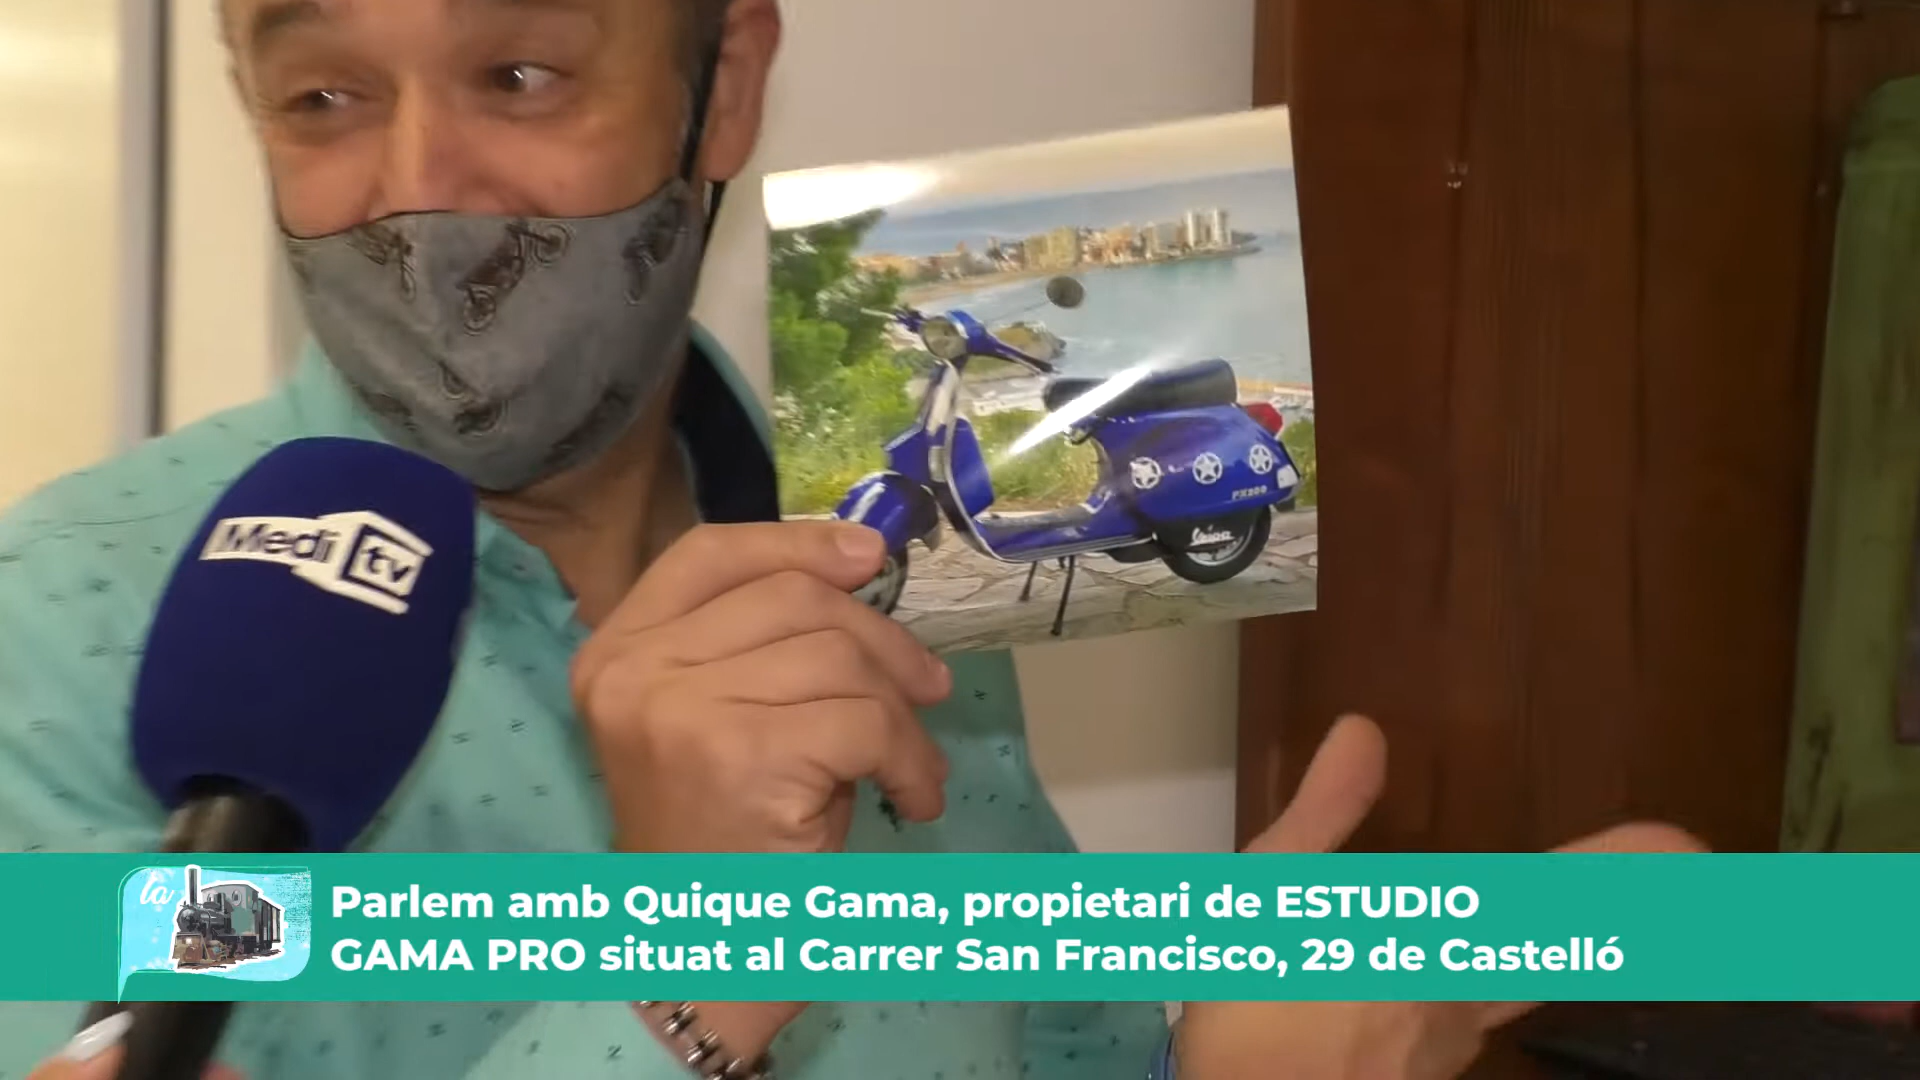 Medi tv
PX200
Vespa
la
Parlem amb Quique Gama, propietari de ESTUDIO
GAMA PRO situat al Carrer San Francisco, 29 de Castelló